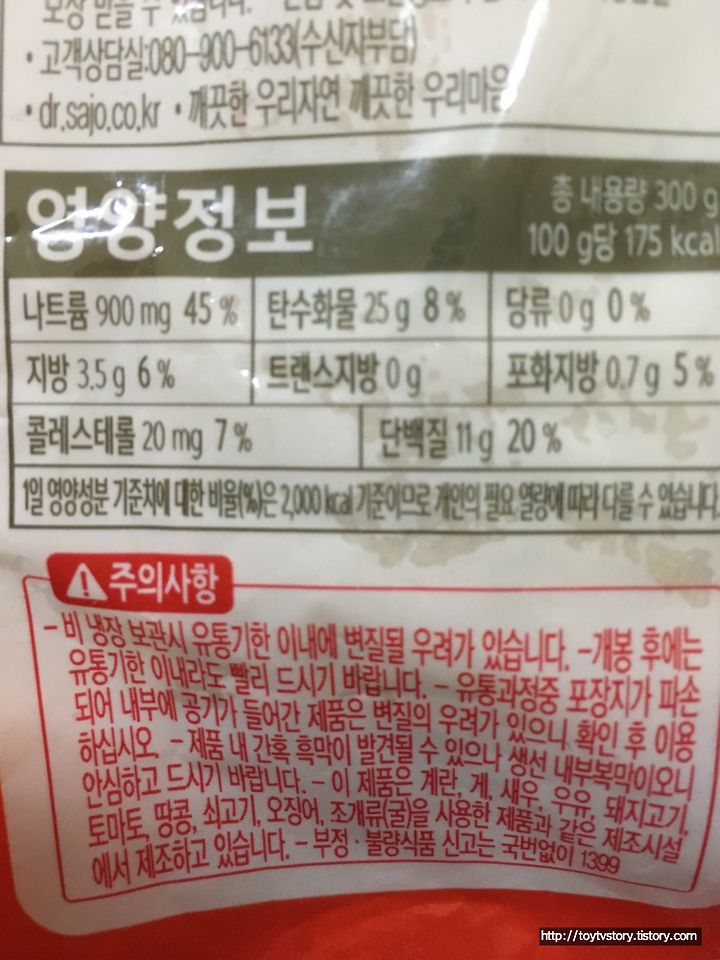 보상 받을 수 있습니다.
• 고객상담실:080-900-6133(수신자부담)
• dr.sajo.co.kr • 깨끗한 우리자연 깨끗한 우리마음
영양정보
총 내용량 300 g
100 g당 175 kcal
나트륨 900 mg 45 % 탄수화물 25 g 8 % 당류 0 g 0 %
지방 3.5 g 6 % 트랜스지방 0 g 포화지방 0.7 g 5 %
콜레스테롤 20 mg 7 % 단백질 11 g 20 %
1일 영양성분 기준치에 대한 비율(%)은 2,000 kcal 기준이므로 개인의 필요 열량에 따라 다를 수 있습니다.
주의사항
- 비 냉장 보관시 유통기한 이내에 변질될 우려가 있습니다. - 개봉 후에는
유통기한 이내라도 빨리 드시기 바랍니다. - 유통과정중 포장지가 파손
되어 내부에 공기가 들어간 제품은 변질의 우려가 있으니 확인 후 이용
하십시오. - 제품 내 간혹 흑막이 발견될 수 있으나 생선 내부복막이오니
안심하고 드시기 바랍니다. - 이 제품은 계란, 게, 새우, 우유, 돼지고기,
토마토, 땅콩, 쇠고기, 오징어, 조개류(굴)을 사용한 제품과 같은 제조시설
에서 제조하고 있습니다. - 부정·불량식품 신고는 국번없이 1399
http://toytvstory.tistory.com